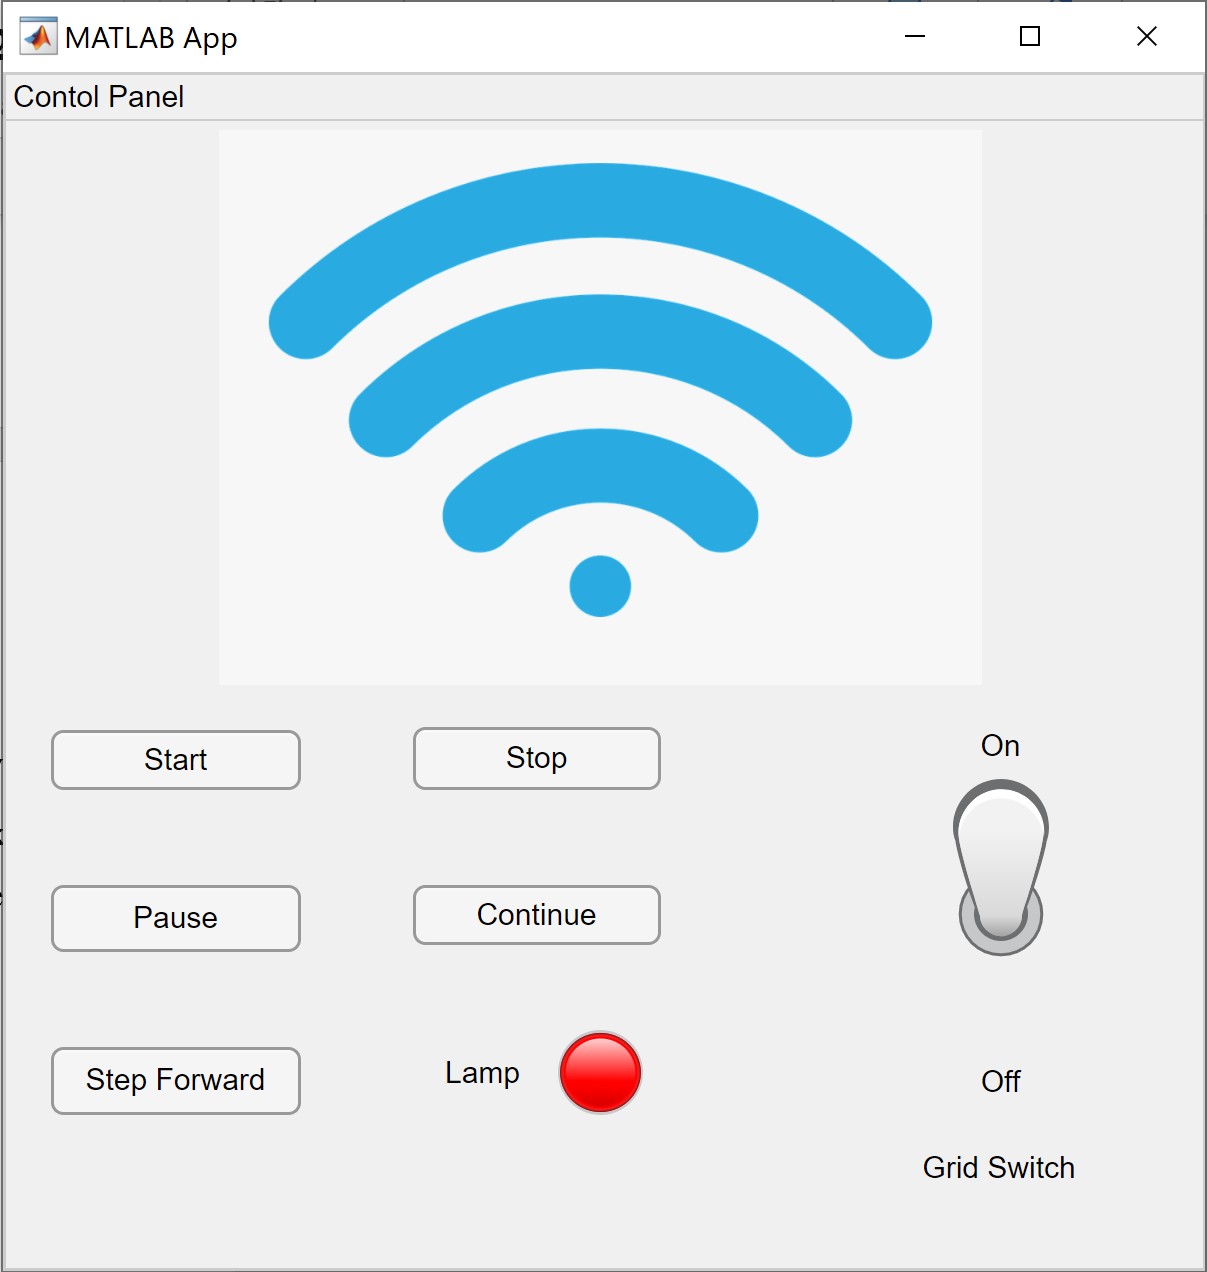 MATLAB App
Contol Panel
Start
Stop
On
Pause
Continue
Step Forward
Lamp
Off
Grid Switch